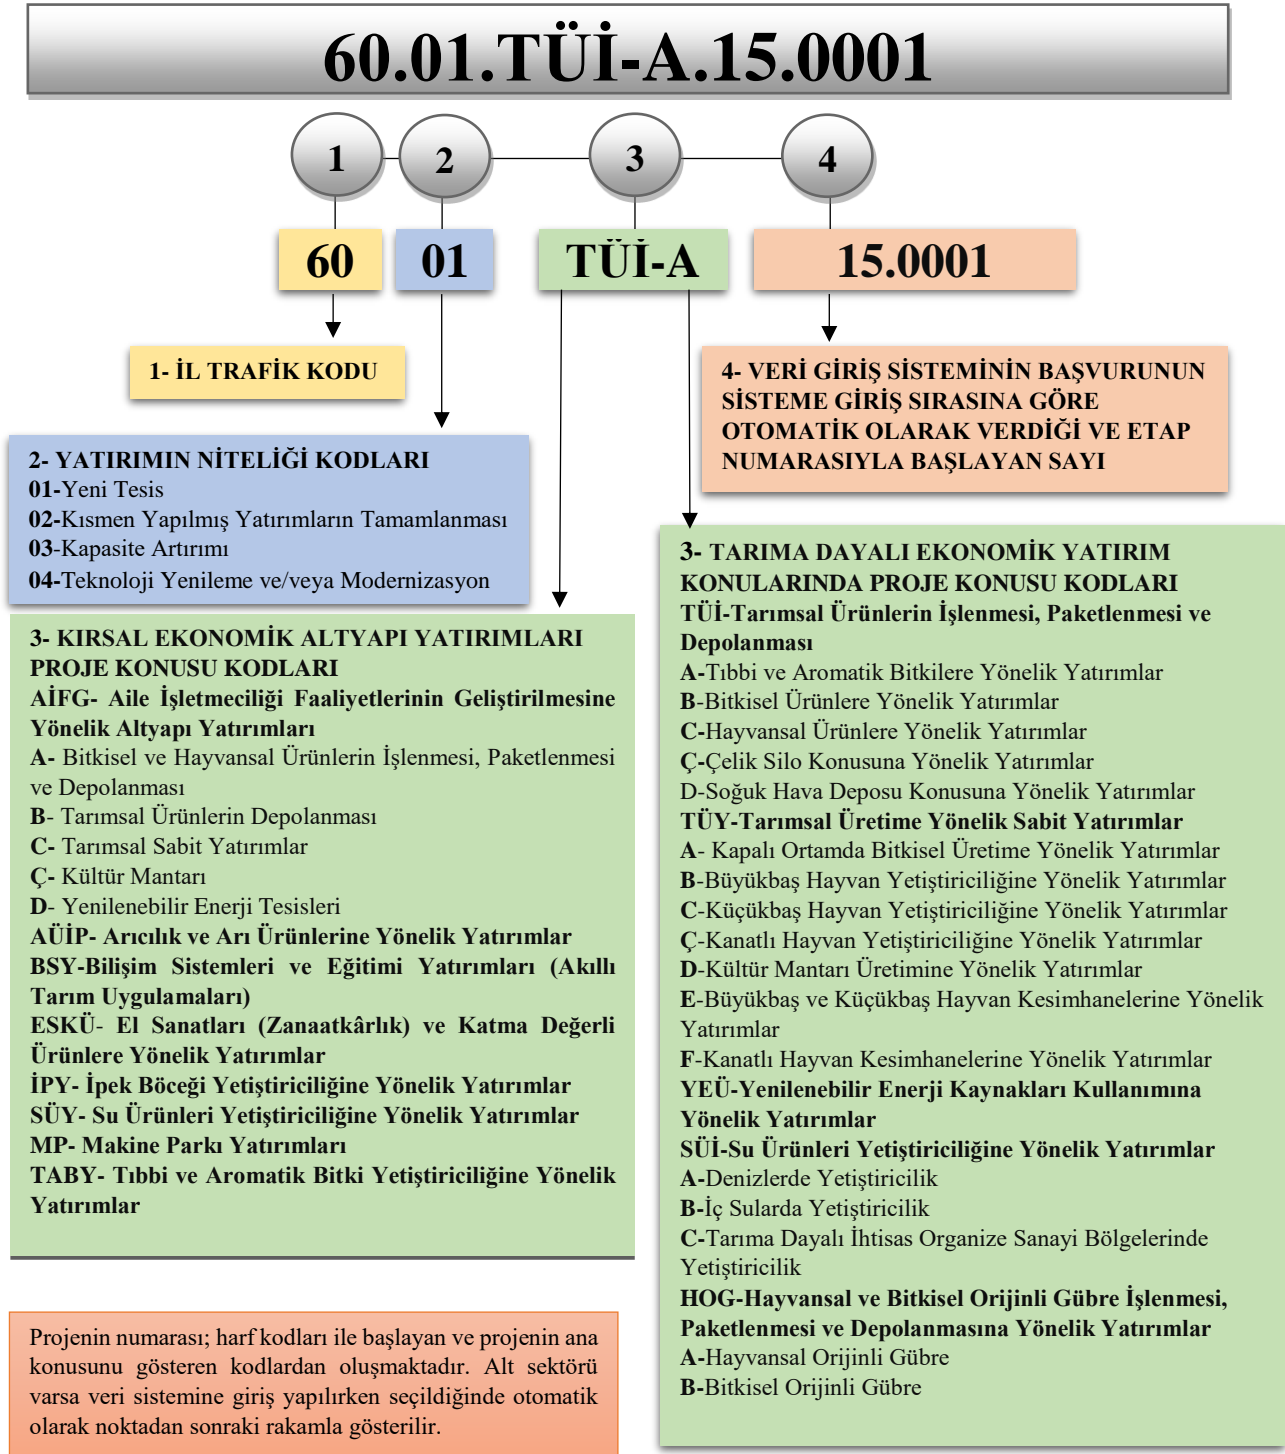 60.01.TÜİ-A.15.0001
1
2
3
4
60
01
TÜİ-A
15.0001
1- İL TRAFİK KODU
4- VERİ GİRİŞ SİSTEMİNİN BAŞVURUNUN
SİSTEME GİRİŞ SIRASINA GÖRE
OTOMATİK OLARAK VERDİĞİ VE ETAP
NUMARASIYLA BAŞLAYAN SAYI
2- YATIRIMIN NİTELİĞİ KODLARI
01-Yeni Tesis
02-Kısmen Yapılmış Yatırımların Tamamlanması
03-Kapasite Artırımı
04-Teknoloji Yenileme ve/veya Modernizasyon
3- KIRSAL EKONOMİK ALTYAPI YATIRIMLARI
PROJE KONUSU KODLARI
AİFG- Aile İşletmeciliği Faaliyetlerinin Geliştirilmesine
Yönelik Altyapı Yatırımları
A- Bitkisel ve Hayvansal Ürünlerin İşlenmesi, Paketlenmesi
ve Depolanması
B- Tarımsal Ürünlerin Depolanması
C- Tarımsal Sabit Yatırımlar
Ç- Kültür Mantarı
D- Yenilenebilir Enerji Tesisleri
AÜİP- Arıcılık ve Arı Ürünlerine Yönelik Yatırımlar
BSY-Bilişim Sistemleri ve Eğitimi Yatırımları (Akıllı
Tarım Uygulamaları)
ESKÜ- El Sanatları (Zanaatkârlık) ve Katma Değerli
Ürünlere Yönelik Yatırımlar
İPY- İpek Böceği Yetiştiriciliğine Yönelik Yatırımlar
SÜY- Su Ürünleri Yetiştiriciliğine Yönelik Yatırımlar
MP- Makine Parkı Yatırımları
TABY- Tıbbi ve Aromatik Bitki Yetiştiriciliğine Yönelik
Yatırımlar
3- TARIMA DAYALI EKONOMİK YATIRIM
KONULARINDA PROJE KONUSU KODLARI
TÜİ-Tarımsal Ürünlerin İşlenmesi, Paketlenmesi ve
Depolanması
A-Tıbbi ve Aromatik Bitkilere Yönelik Yatırımlar
B-Bitkisel Ürünlere Yönelik Yatırımlar
C-Hayvansal Ürünlere Yönelik Yatırımlar
Ç-Çelik Silo Konusuna Yönelik Yatırımlar
D-Soğuk Hava Deposu Konusuna Yönelik Yatırımlar
TÜY-Tarımsal Üretime Yönelik Sabit Yatırımlar
A- Kapalı Ortamda Bitkisel Üretime Yönelik Yatırımlar
B-Büyükbaş Hayvan Yetiştiriciliğine Yönelik Yatırımlar
C-Küçükbaş Hayvan Yetiştiriciliğine Yönelik Yatırımlar
Ç-Kanatlı Hayvan Yetiştiriciliğine Yönelik Yatırımlar
D-Kültür Mantarı Üretimine Yönelik Yatırımlar
E-Büyükbaş ve Küçükbaş Hayvan Kesimhanelerine Yönelik
Yatırımlar
F-Kanatlı Hayvan Kesimhanelerine Yönelik Yatırımlar
YEÜ-Yenilenebilir Enerji Kaynakları Kullanımına
Yönelik Yatırımlar
SÜİ-Su Ürünleri Yetiştiriciliğine Yönelik Yatırımlar
A-Denizlerde Yetiştiricilik
B-İç Sularda Yetiştiricilik
C-Tarıma Dayalı İhtisas Organize Sanayi Bölgelerinde
Yetiştiricilik
HOG-Hayvansal ve Bitkisel Orijinli Gübre İşlenmesi,
Paketlenmesi ve Depolanmasına Yönelik Yatırımlar
A-Hayvansal Orijinli Gübre
B-Bitkisel Orijinli Gübre
Projenin numarası; harf kodları ile başlayan ve projenin ana
konusunu gösteren kodlardan oluşmaktadır. Alt sektörü
varsa veri sistemine giriş yapılırken seçildiğinde otomatik
olarak noktadan sonraki rakamla gösterilir.